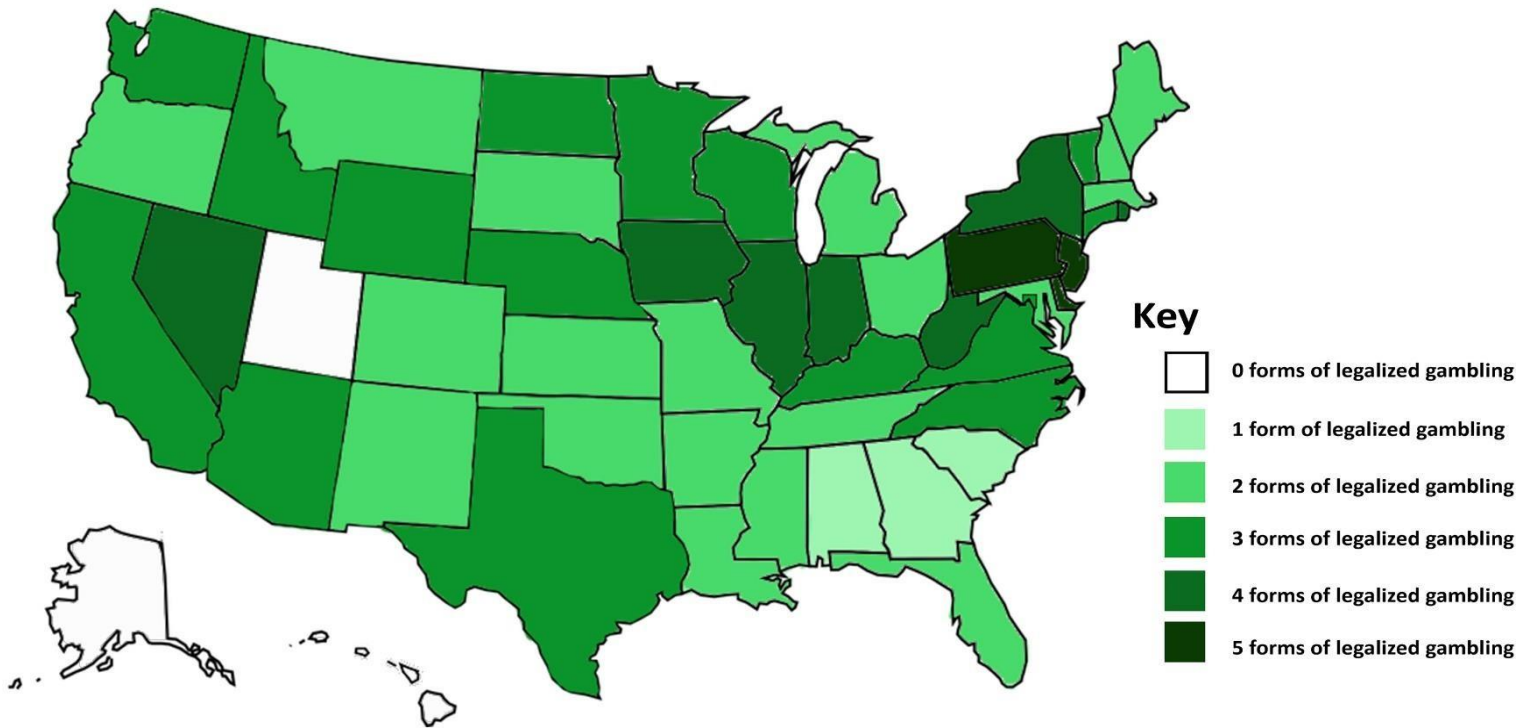 Key
0 forms of legalized gambling
1 form of legalized gambling
2 forms of legalized gambling
3 forms of legalized gambling
4 forms of legalized gambling
5 forms of legalized gambling